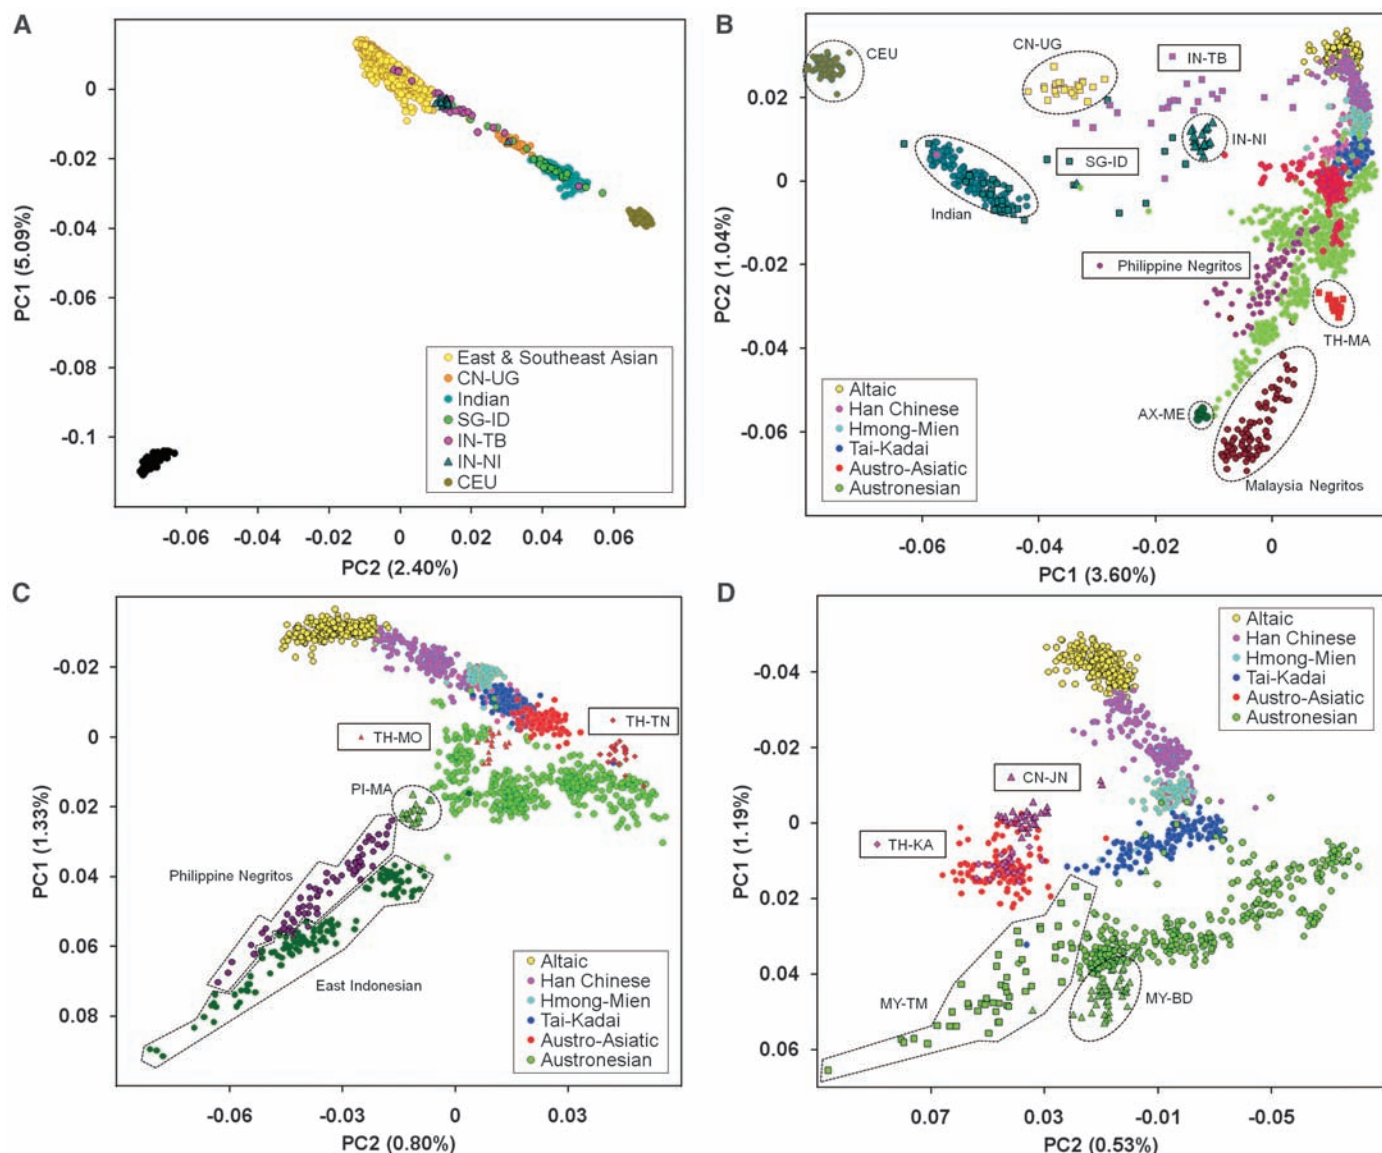 A
0
-0.02
-0.04
-0.06
-0.08
-0.1
PC1 (5.09%)
East & Southeast Asian
CN-UG
Indian
SG-ID
IN-TB
IN-NI
CEU
-0.06 -0.04 -0.02 0 0.02 0.04 0.06
PC2 (2.40%)
B
CEU
CN-UG
IN-TB
IN-NI
SG-ID
Indian
Philippine Negritos
TH-MA
AX-ME
Malaysia Negritos
0.02
0
-0.02
-0.04
-0.06
PC2 (1.04%)
Altaic
Han Chinese
Hmong-Mien
Tai-Kadai
Austro-Asiatic
Austronesian
-0.06 -0.04 -0.02 0
PC1 (3.60%)
C
-0.02
0
0.02
0.04
0.06
0.08
PC1 (1.33%)
TH-MO
TH-TN
PI-MA
Philippine Negritos
East Indonesian
Altaic
Han Chinese
Hmong-Mien
Tai-Kadai
Austro-Asiatic
Austronesian
-0.06 -0.03 0 0.03
PC2 (0.80%)
D
-0.04
-0.02
0
0.02
0.04
0.06
PC1 (1.19%)
Altaic
Han Chinese
Hmong-Mien
Tai-Kadai
Austro-Asiatic
Austronesian
CN-JN
TH-KA
MY-TM
MY-BD
0.07 0.03 -0.01 -0.05
PC2 (0.53%)